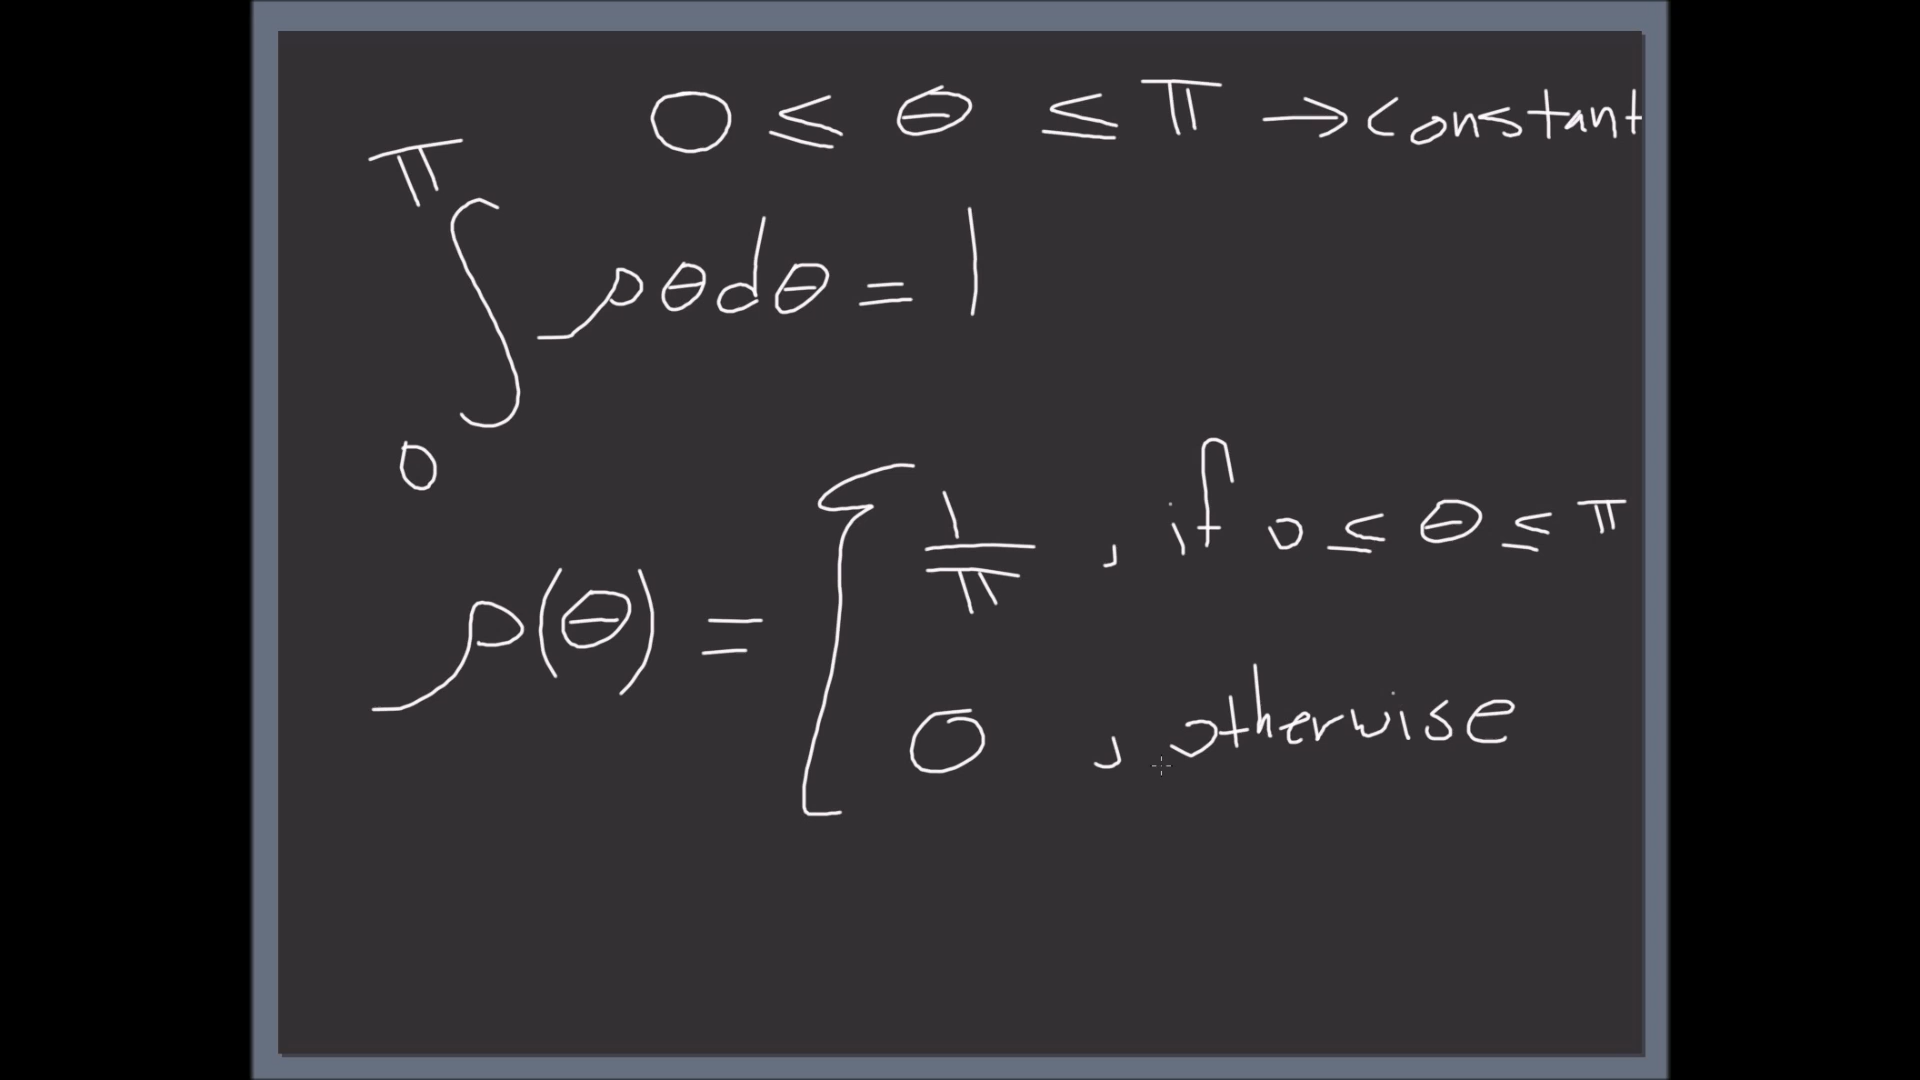 0 ≤ θ ≤ π → Constant
∫₀^π ρθdθ = 1
ρ(θ) = { 1/π , if 0 ≤ θ ≤ π
0 , otherwise